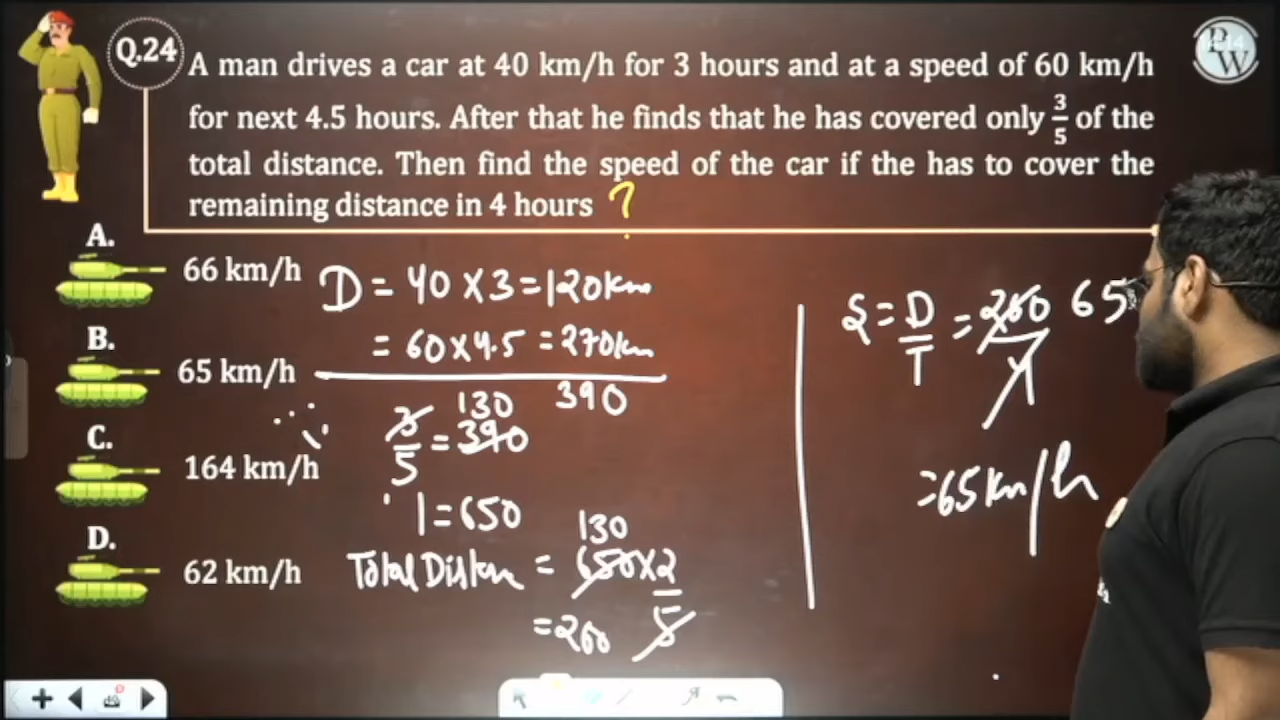 Q.24
A man drives a car at 40 km/h for 3 hours and at a speed of 60 km/h
for next 4.5 hours. After that he finds that he has covered only 3/5 of the
total distance. Then find the speed of the car if the has to cover the
remaining distance in 4 hours ?
PW
A.
66 km/h
B.
65 km/h
C.
164 km/h
D.
62 km/h
D = 40 x 3 = 120 km
= 60 x 4.5 = 270 km
390
130
3/5 = 390
1 = 650
130
Total Distan = 650 x 2/5
= 260
S = D/T = 260 65
= 65 km/h